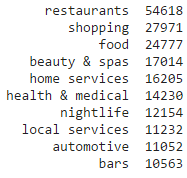 restaurants 54618
shopping 27971
food 24777
beauty & spas 17014
home services 16205
health & medical 14230
nightlife 12154
local services 11232
automotive 11052
bars 10563